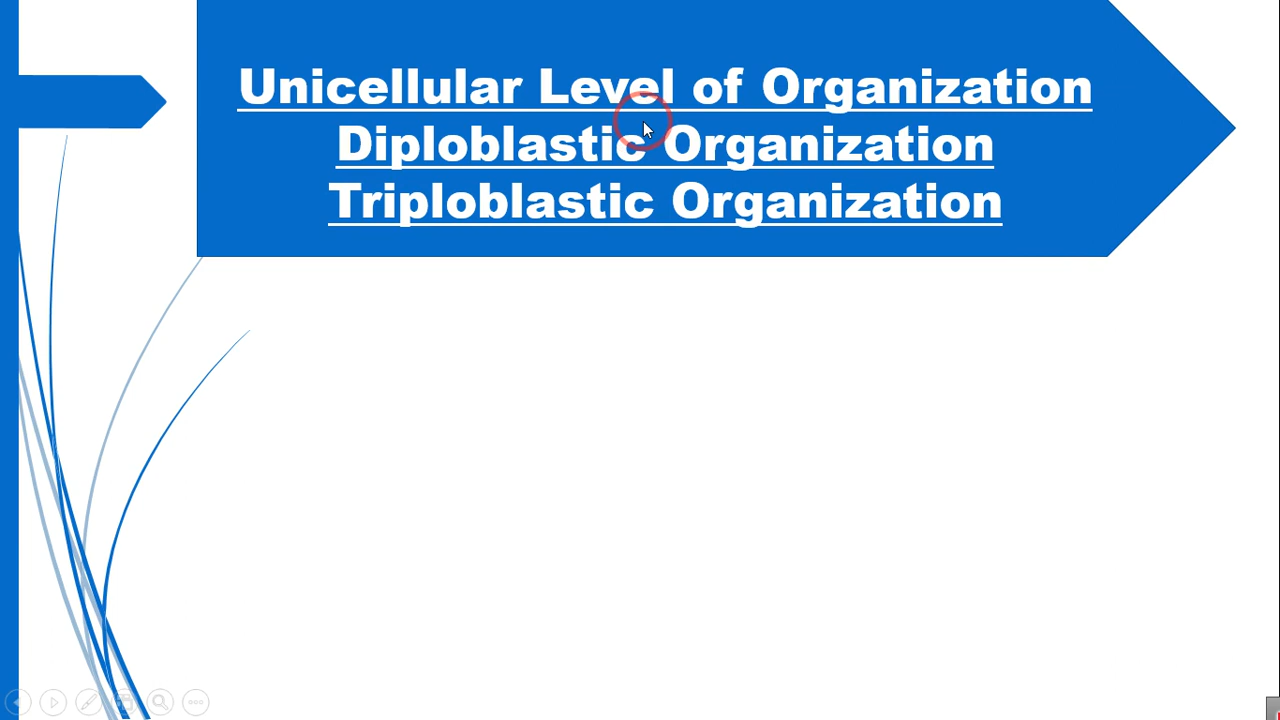 Unicellular Level of Organization
Diploblastic Organization
Triploblastic Organization